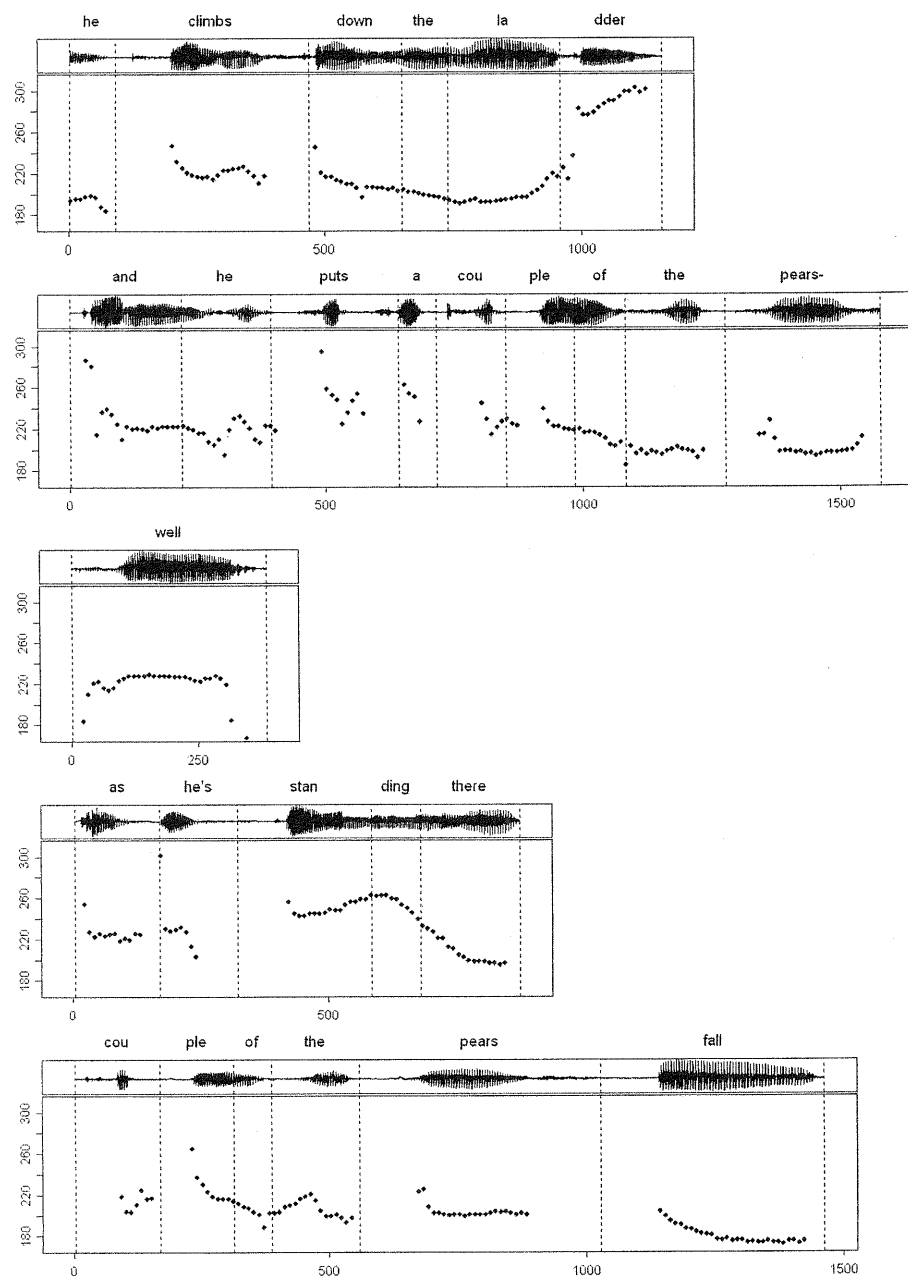 he climbs down the la dder
300
260
220
180
0 500 1000
and he puts a cou ple of the pears-
300
260
220
180
0 500 1000 1500
well
300
260
220
180
0 250
as he's stan ding there
300
260
220
180
0 500
cou ple of the pears fall
300
260
220
180
0 500 1000 1500